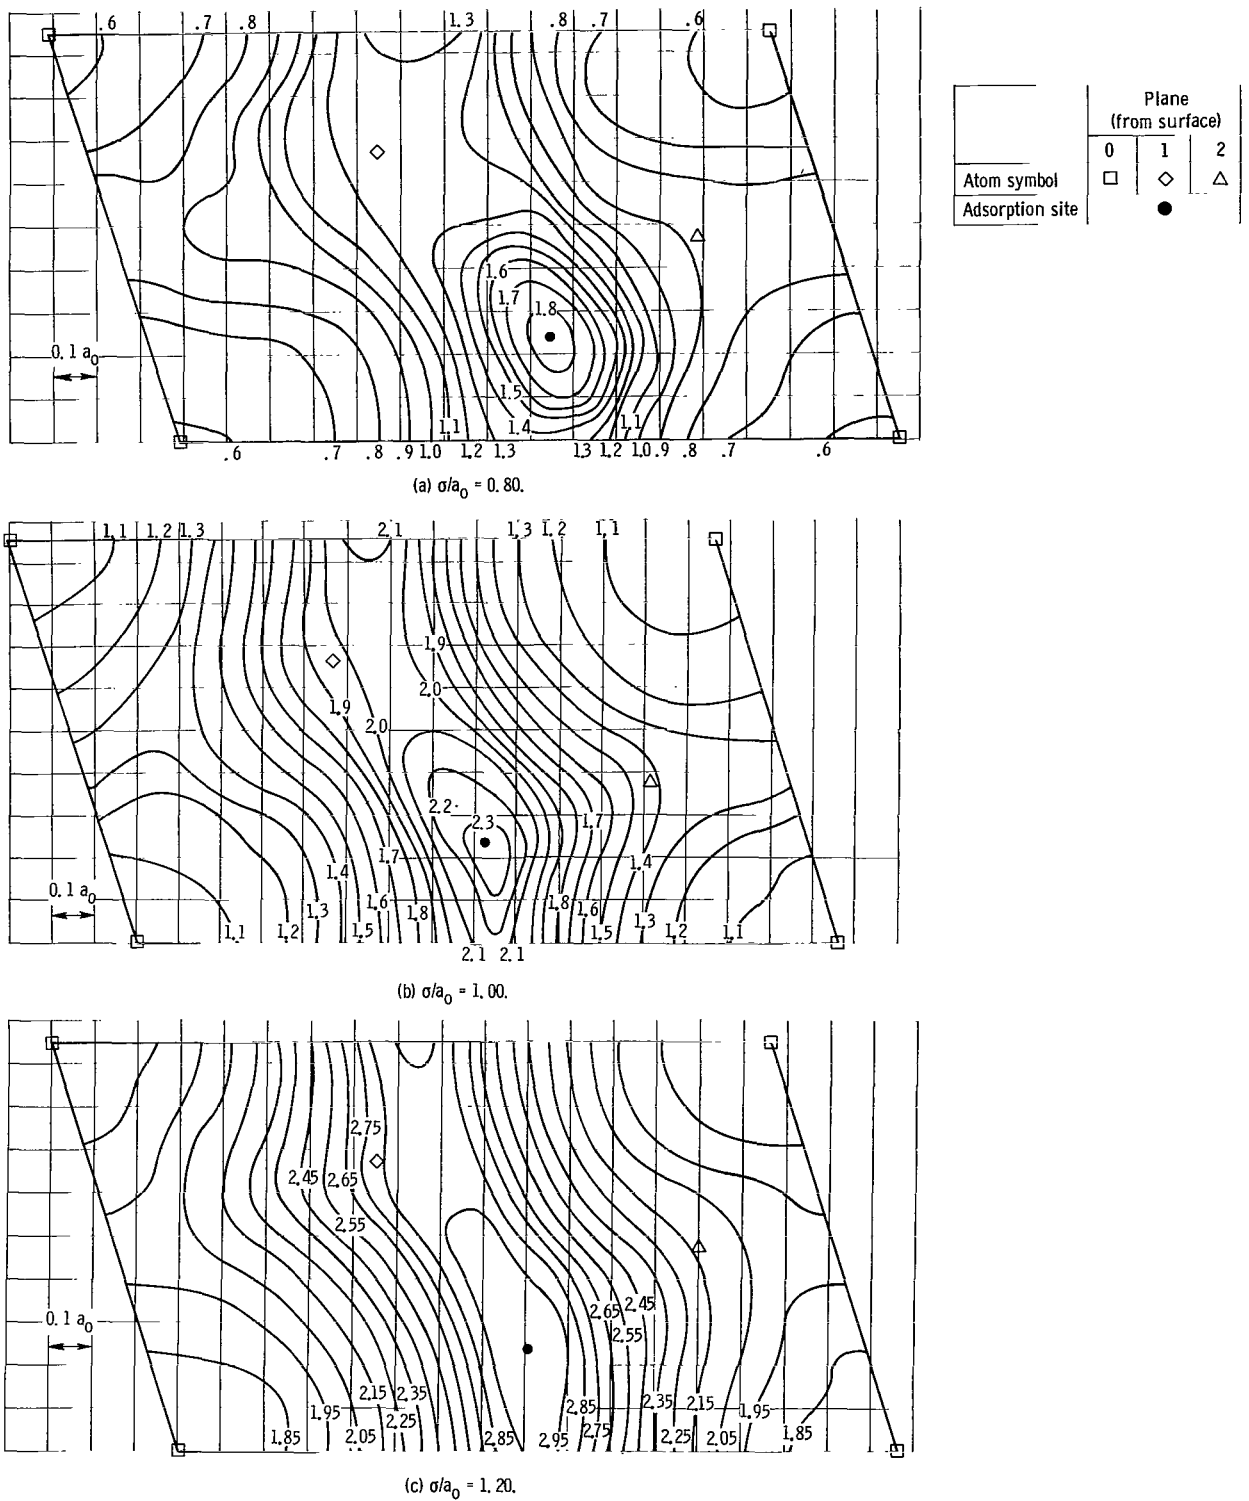 .6 .7 .8 1.3 .8 .7 .6
Plane
(from surface)
0 1 2
Atom symbol □ ◇ △
Adsorption site ●
1.6
1.7
1.8
0.1 a₀
1.5
1.4
1.1 1.1
.6 .7 .8 .9 1.0 1.2 1.3 1.3 1.2 1.0 .9 .8 .7 .6
(a) σ/a₀ = 0.80.
1.1 1.2 1.3 2.1 1.3 1.2 1.1
1.9
2.0
1.9
2.0
2.2
2.3 1.7
1.7 1.4
1.4
0.1 a₀
1.6 1.8
1.3 1.8 1.6 1.3
1.1 1.2 1.5 1.5 1.2 1.1
2.1 2.1
(b) σ/a₀ = 1.00.
2.75
2.45 2.65
2.55
2.65 2.45
0.1 a₀
2.55
2.15 2.35 2.35 2.15
1.95 2.25 2.85 1.95
1.85 2.05 2.85 2.95 2.75 2.25 2.05 1.85
(c) σ/a₀ = 1.20.